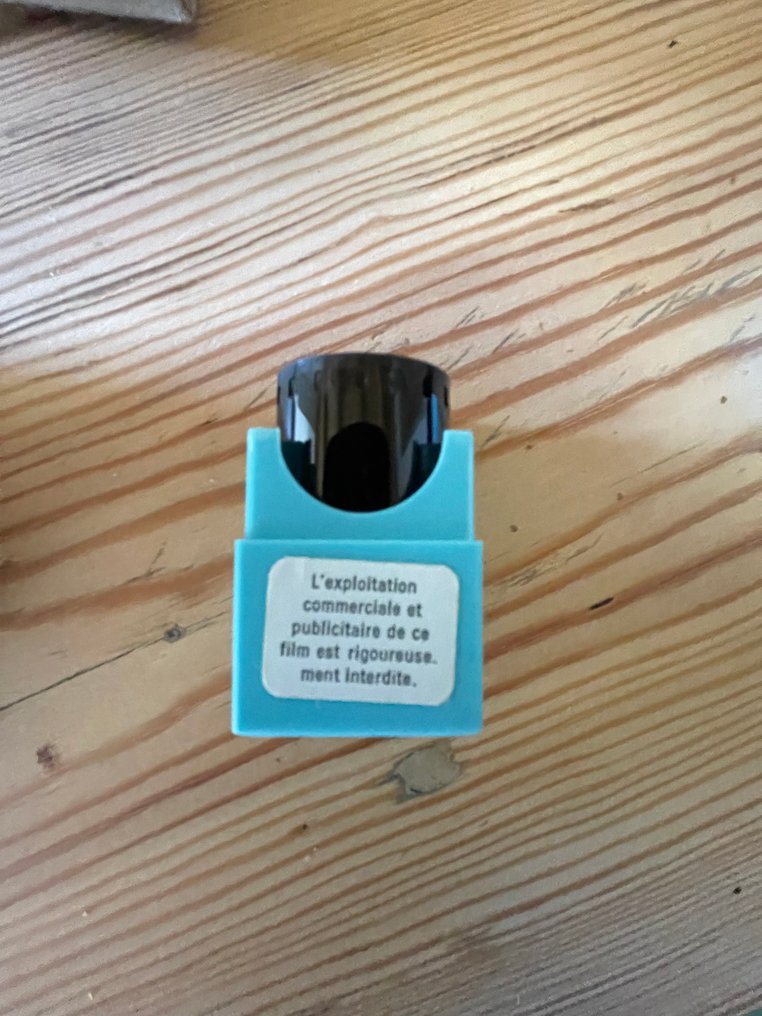 L'exploitation
commerciale et
publicitaire de ce
film est rigoureuse.
ment interdite.